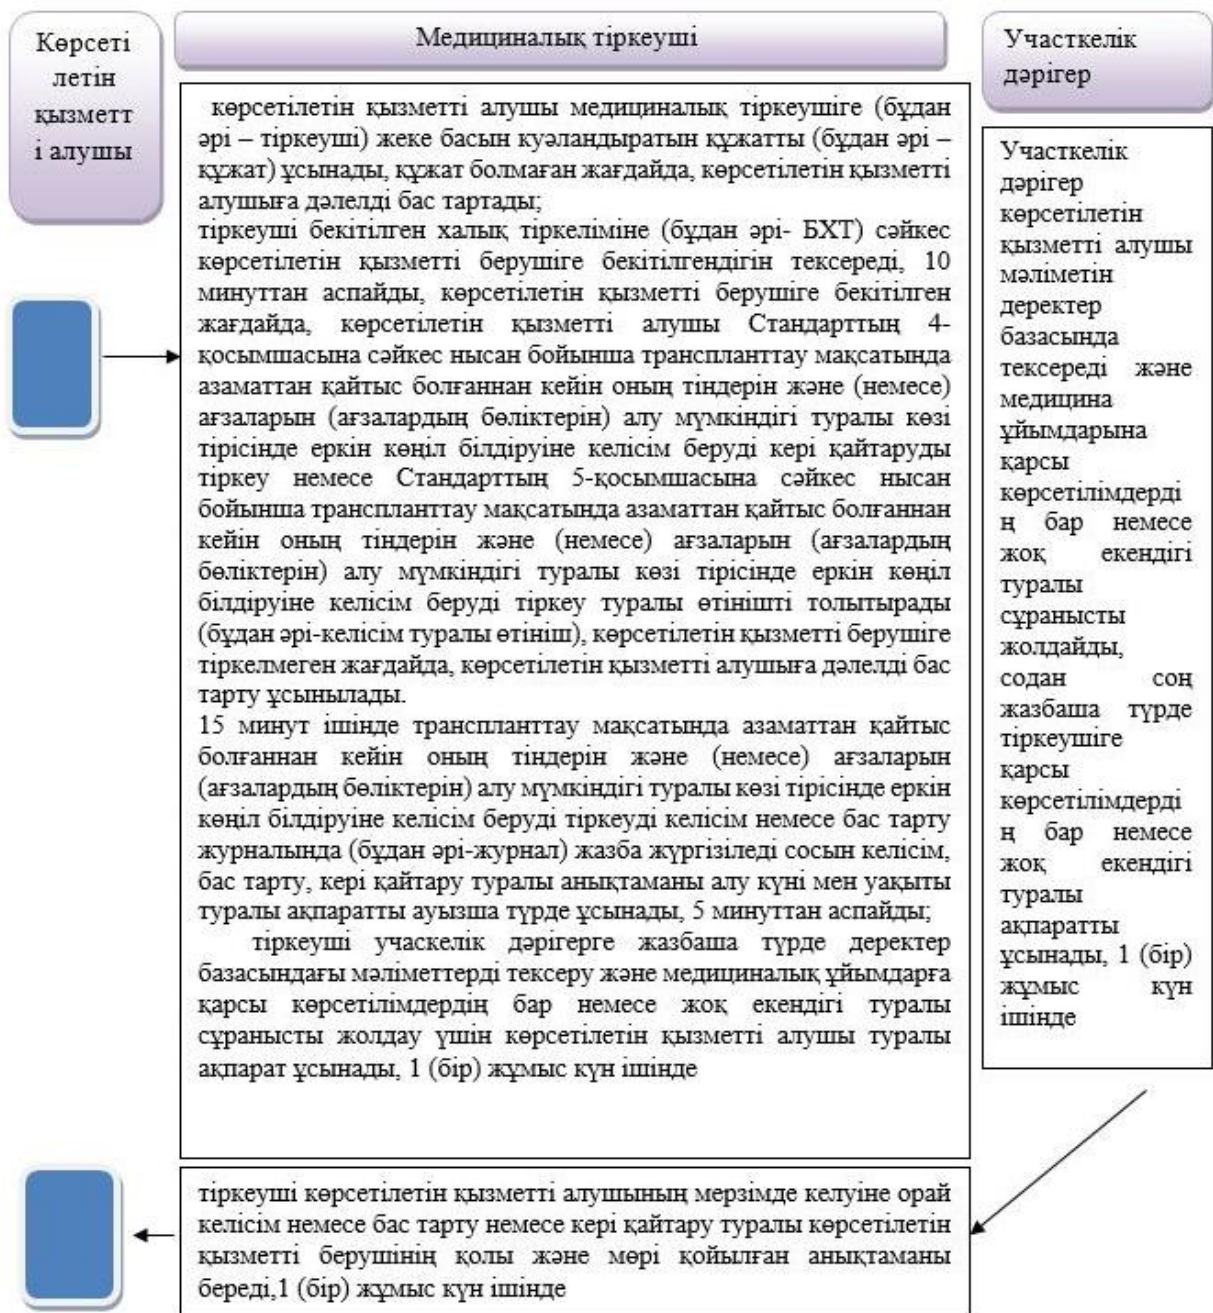 Көрсеті
летін
қызметт
і алушы
Медициналық тіркеуші
Учаcткелік
дәрігер
көрсетілетін қызметті алушы медициналық тіркеушіге (бұдан
әрі – тіркеуші) жеке басын куәландыратын құжатты (бұдан әрі –
құжат) ұсынады, құжат болмаған жағдайда, көрсетілетін қызметті
алушыға дәлелді бас тартады;
тіркеуші бекітілген халық тіркеліміне (бұдан әрі- БХТ) сәйкес
көрсетілетін қызметті берушіге бекітілгендігін тексереді, 10
минуттан аспайды, көрсетілетін қызметті берушіге бекітілген
жағдайда, көрсетілетін қызметті алушы Стандарттың 4-
қосымшасына сәйкес нысан бойынша транспланттау мақсатында
азаматтан қайтыс болғаннан кейін оның тіндерін және (немесе)
ағзаларын (ағзалардың бөліктерін) алу мүмкіндігі туралы көзі
тірісінде еркін көңіл білдіруіне келісім беруді кері қайтаруды
тіркеу немесе Стандарттың 5-қосымшасына сәйкес нысан
бойынша транспланттау мақсатында азаматтан қайтыс болғаннан
кейін оның тіндерін және (немесе) ағзаларын (ағзалардың
бөліктерін) алу мүмкіндігі туралы көзі тірісінде еркін көңіл
білдіруіне келісім беруді тіркеу туралы өтінішті толытырады
(бұдан әрі-келісім туралы өтініш), көрсетілетін қызметті берушіге
тіркелмеген жағдайда, көрсетілетін қызметті алушыға дәлелді бас
тарту ұсынылады.
15 минут ішінде транспланттау мақсатында азаматтан қайтыс
болғаннан кейін оның тіндерін және (немесе) ағзаларын
(ағзалардың бөліктерін) алу мүмкіндігі туралы көзі тірісінде еркін
көңіл білдіруіне келісім беруді тіркеуді келісім немесе бас тарту
журналында (бұдан әрі-журнал) жазба жүргізіледі сосын келісім,
бас тарту, кері қайтару туралы анықтаманы алу күні мен уақыты
туралы ақпаратты ауызша түрде ұсынады, 5 минуттан аспайды;
тіркеуші учаскелік дәрігерге жазбаша түрде деректер
базасындағы мәліметтерді тексеру және медициналық ұйымдарға
қарсы көрсетілімдердің бар немесе жоқ екендігі туралы
сұранысты жолдау үшін көрсетілетін қызметті алушы туралы
ақпарат ұсынады, 1 (бір) жұмыс күн ішінде
Участкелік
дәрігер
көрсетілетін
қызметті алушы
мәліметін
деректер
базасында
тексереді және
медицина
ұйымдарына
қарсы
көрсетілімдерді
ң бар немесе
жоқ екендігі
туралы
сұранысты
жолдайды,
содан соң
жазбаша түрде
тіркеушіге
қарсы
көрсетілімдерді
ң бар немесе
жоқ екендігі
туралы
ақпаратты
ұсынады, 1 (бір)
жұмыс күн
ішінде
тіркеуші көрсетілетін қызметті алушының мерзімде келуіне орай
келісім немесе бас тарту немесе кері қайтару туралы көрсетілетін
қызметті берушінің қолы және мөрі қойылған анықтаманы
береді,1 (бір) жұмыс күн ішінде